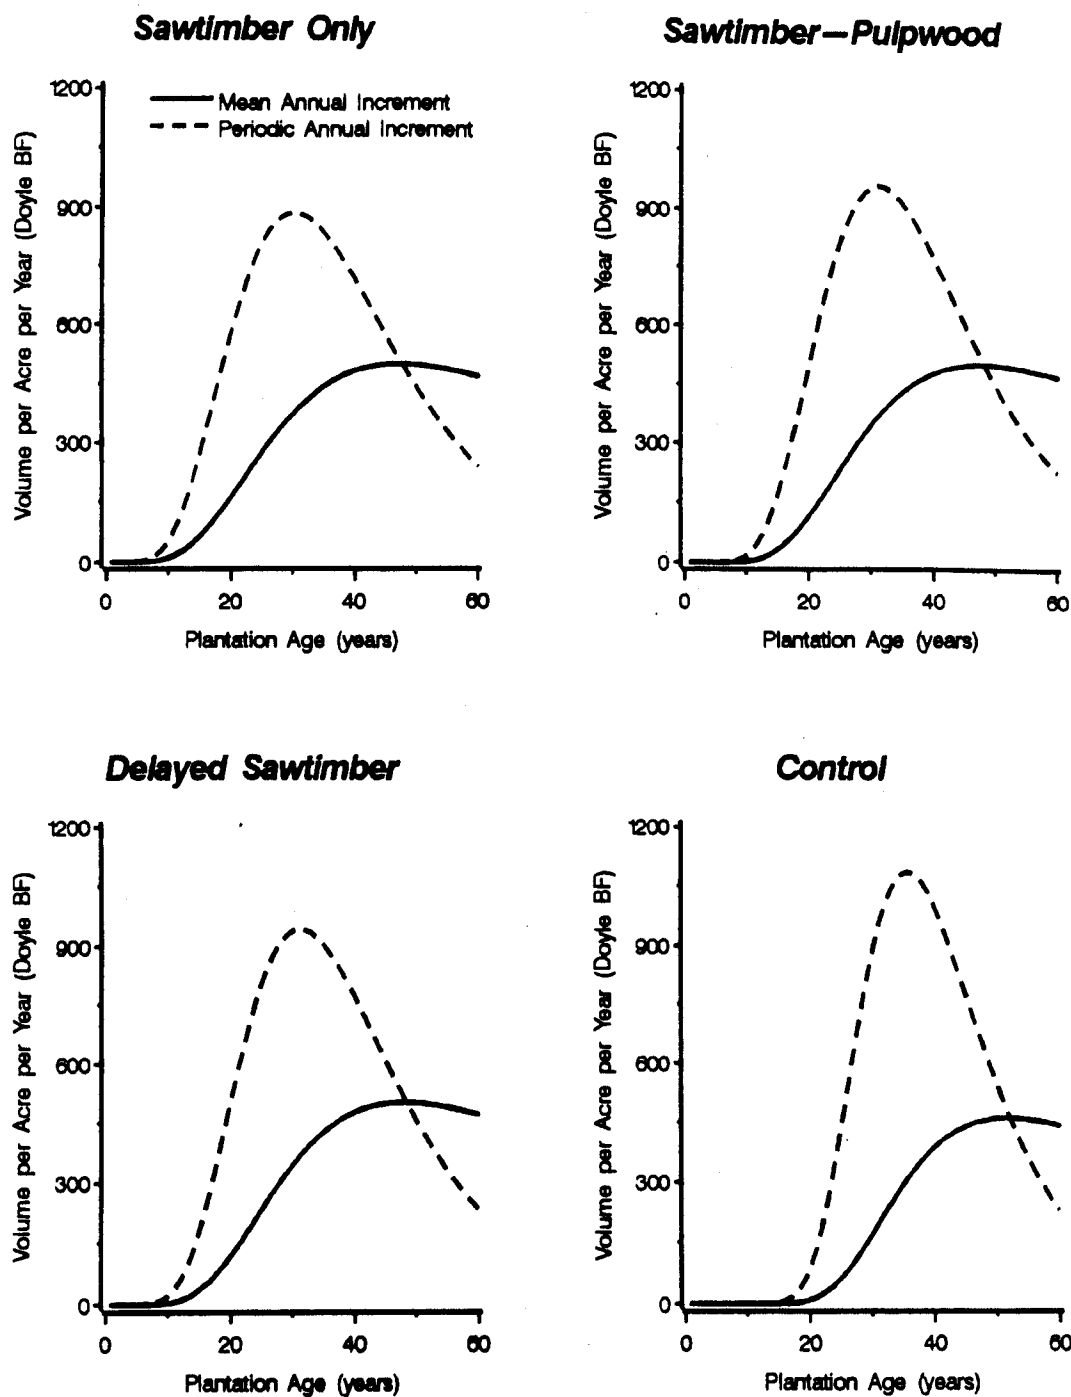 Sawtimber Only
1200
900
600
300
0
Volume per Acre per Year (Doyle BF)
Mean Annual Increment
Periodic Annual Increment
0 20 40 60
Plantation Age (years)
Sawtimber—Pulpwood
1200
900
600
300
0
Volume per Acre per Year (Doyle BF)
0 20 40 60
Plantation Age (years)
Delayed Sawtimber
1200
900
600
300
0
Volume per Acre per Year (Doyle BF)
0 20 40 60
Plantation Age (years)
Control
1200
900
600
300
0
Volume per Acre per Year (Doyle BF)
0 20 40 60
Plantation Age (years)